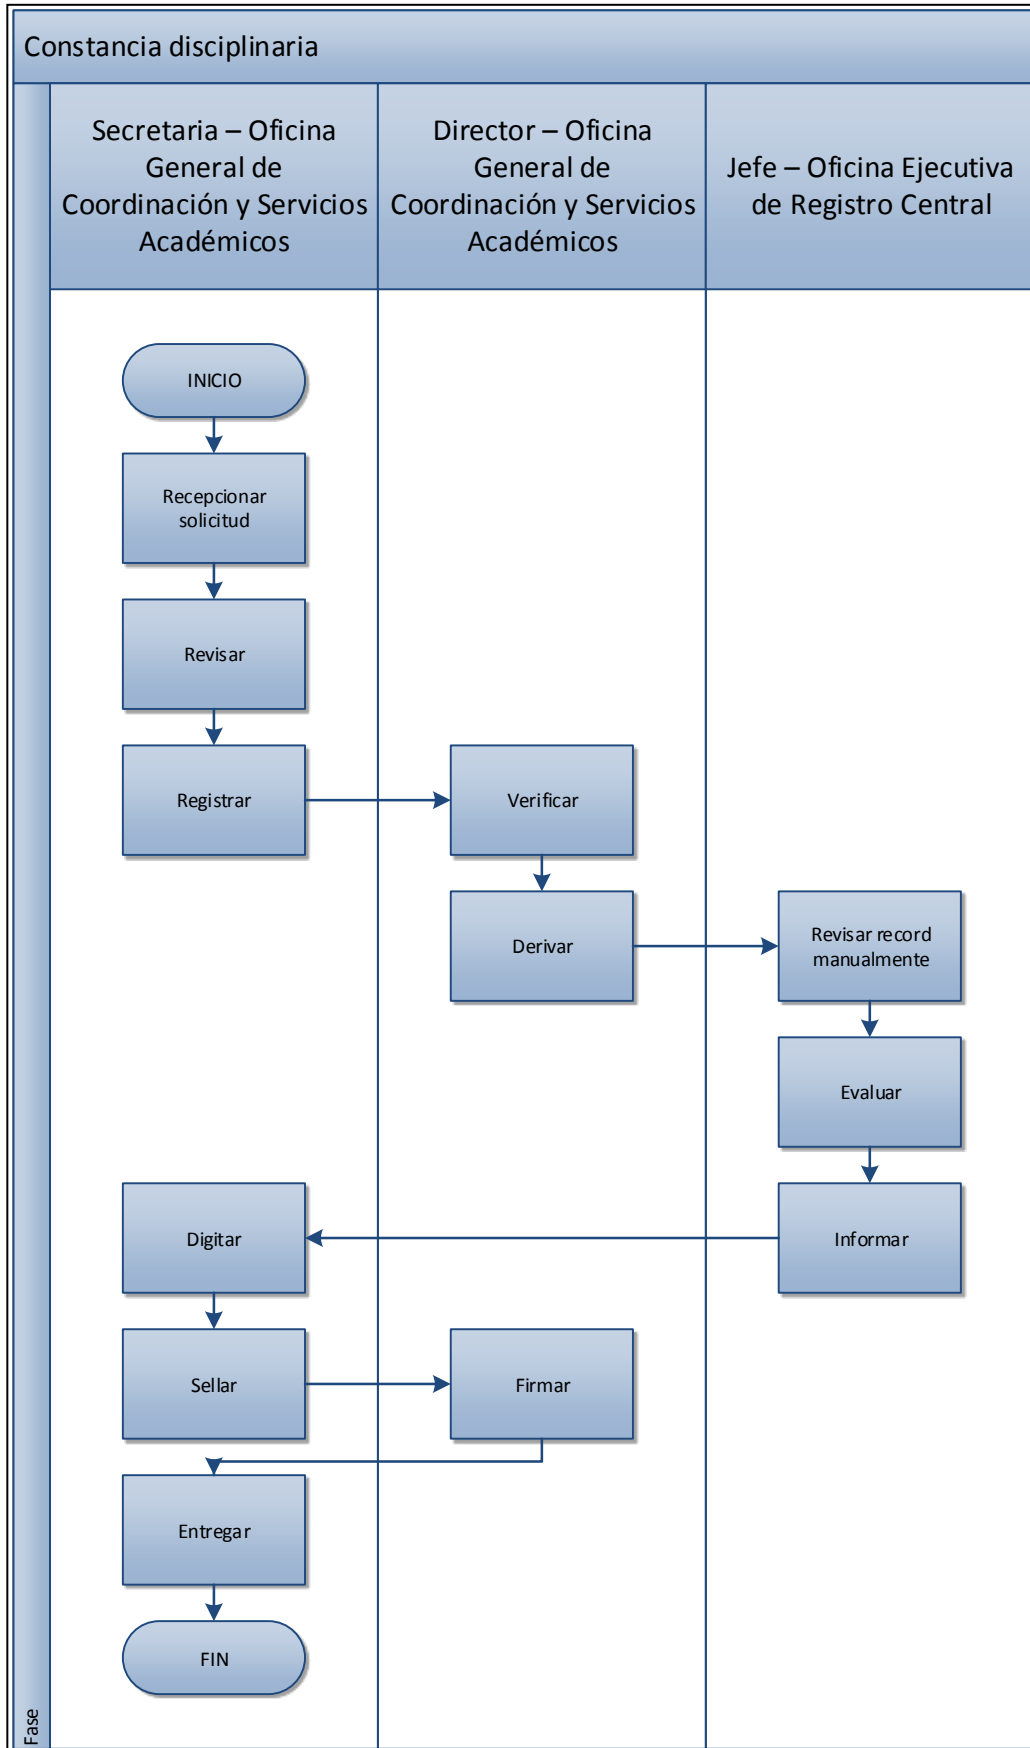 Constancia disciplinaria
Secretaria – Oficina
General de
Coordinación y Servicios
Académicos
Director – Oficina
General de
Coordinación y Servicios
Académicos
Jefe – Oficina Ejecutiva
de Registro Central
INICIO
Recepcionar
solicitud
Revisar
Registrar
Verificar
Derivar
Revisar record
manualmente
Evaluar
Informar
Digitar
Sellar
Firmar
Entregar
FIN
Fase